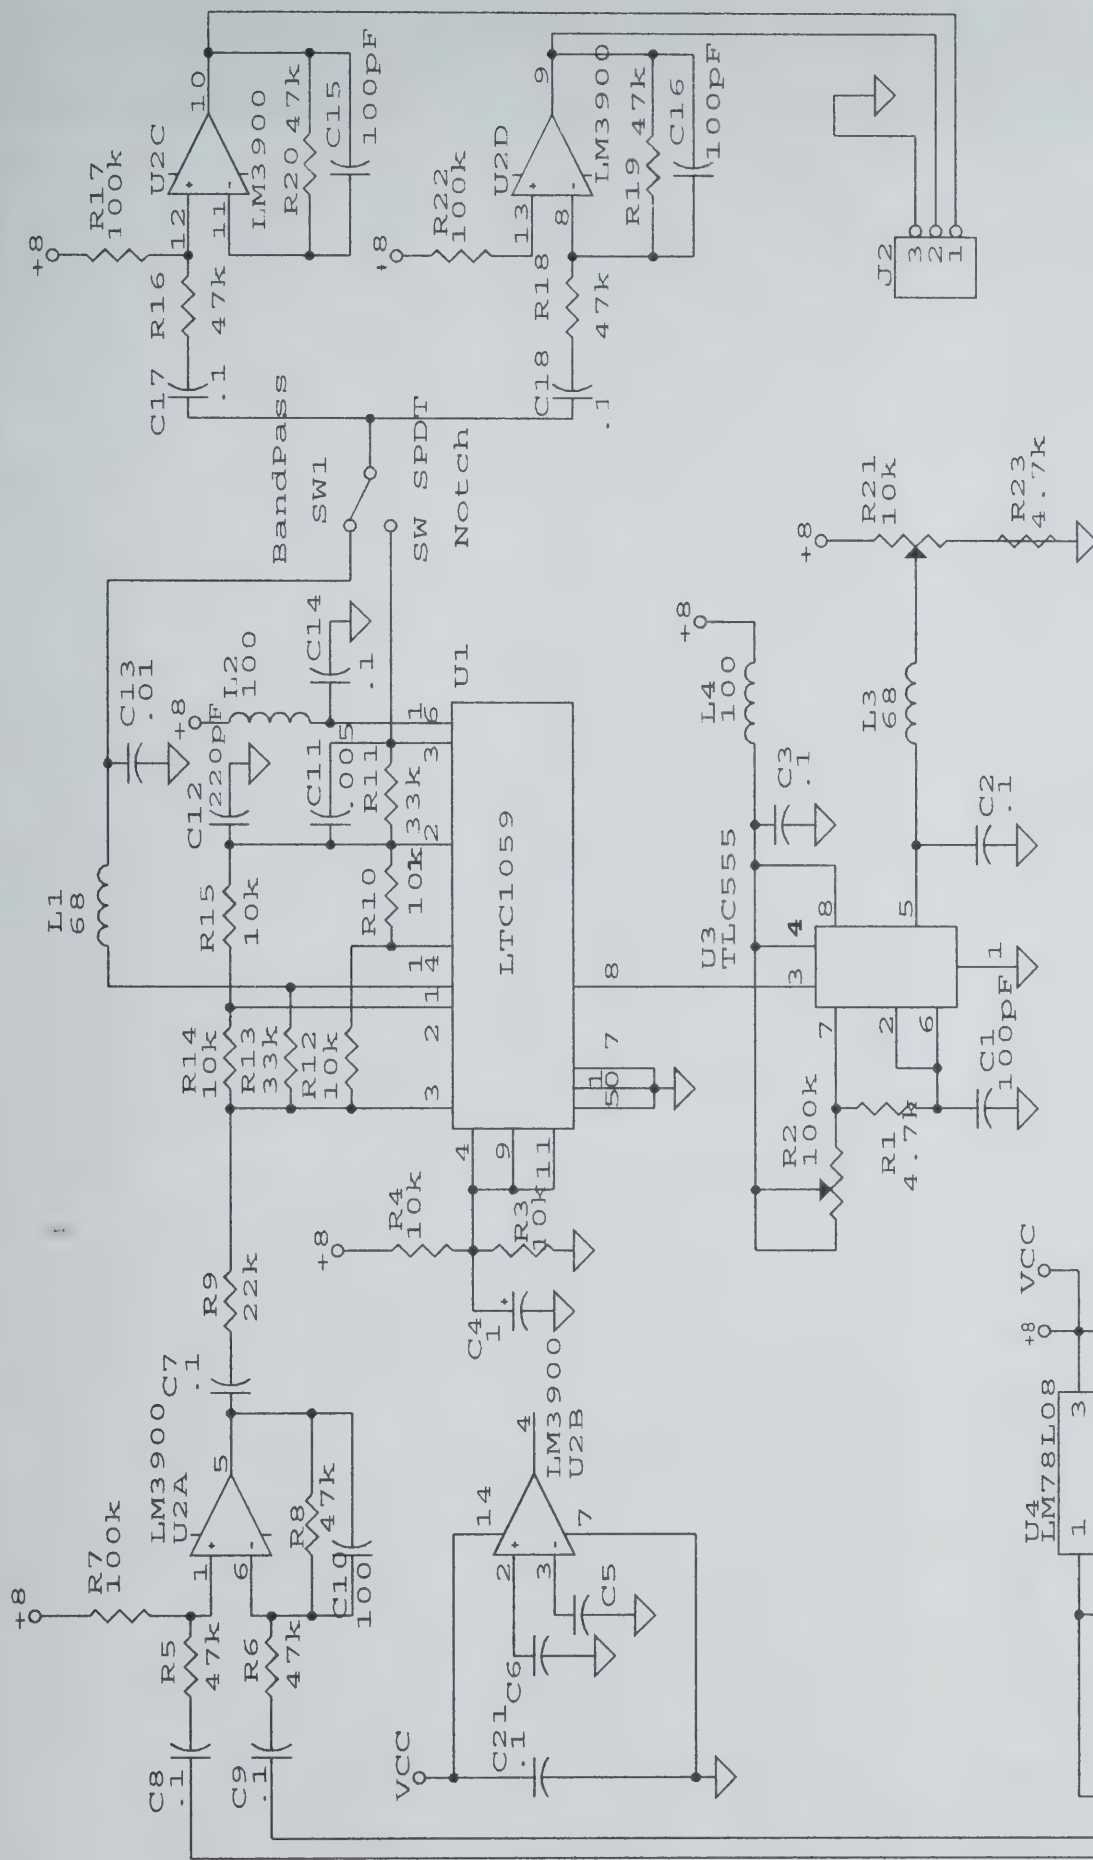 +8
R17
100k
R16
47k
C17
.1
12
11
10
U2C
LM3900
R20 47k
C15
100pF
+8
R22
100k
R18
47k
C18
.1
13
8
9
U2D
LM3900
R19 47k
C16
100pF
J2
3
2
1
BandPass
SW1
SW SPDT
Notch
L1
68
C13
.01
+8
L2
100
C14
.1
C12
220pF
C11
.005
R11
33k
R15
10k
R10
10k
R14
10k
R13
33k
R12
10k
U1
LTC1059
3
2
1
14
2
3
16
4
9
11
5
10
7
8
+8
R4
10k
R3
10k
C4
1
+
R9
22k
C7
.1
LM3900
U2A
+8
R7
100k
R5
47k
R6
47k
C8
.1
C9
.1
1
6
5
R8
47k
C10
100
VCC
C21
.1
C6
C5
14
2
3
7
4
LM3900
U2B
+8
L4
100
C3
.1
U3
TLC555
7
3
4
8
2
6
1
5
R2
100k
R1
4.7k
C1
100pF
C2
.1
L3
68
+8
R21
10k
R23
4.7k
VCC
+8
U4
LM78L08
1
3